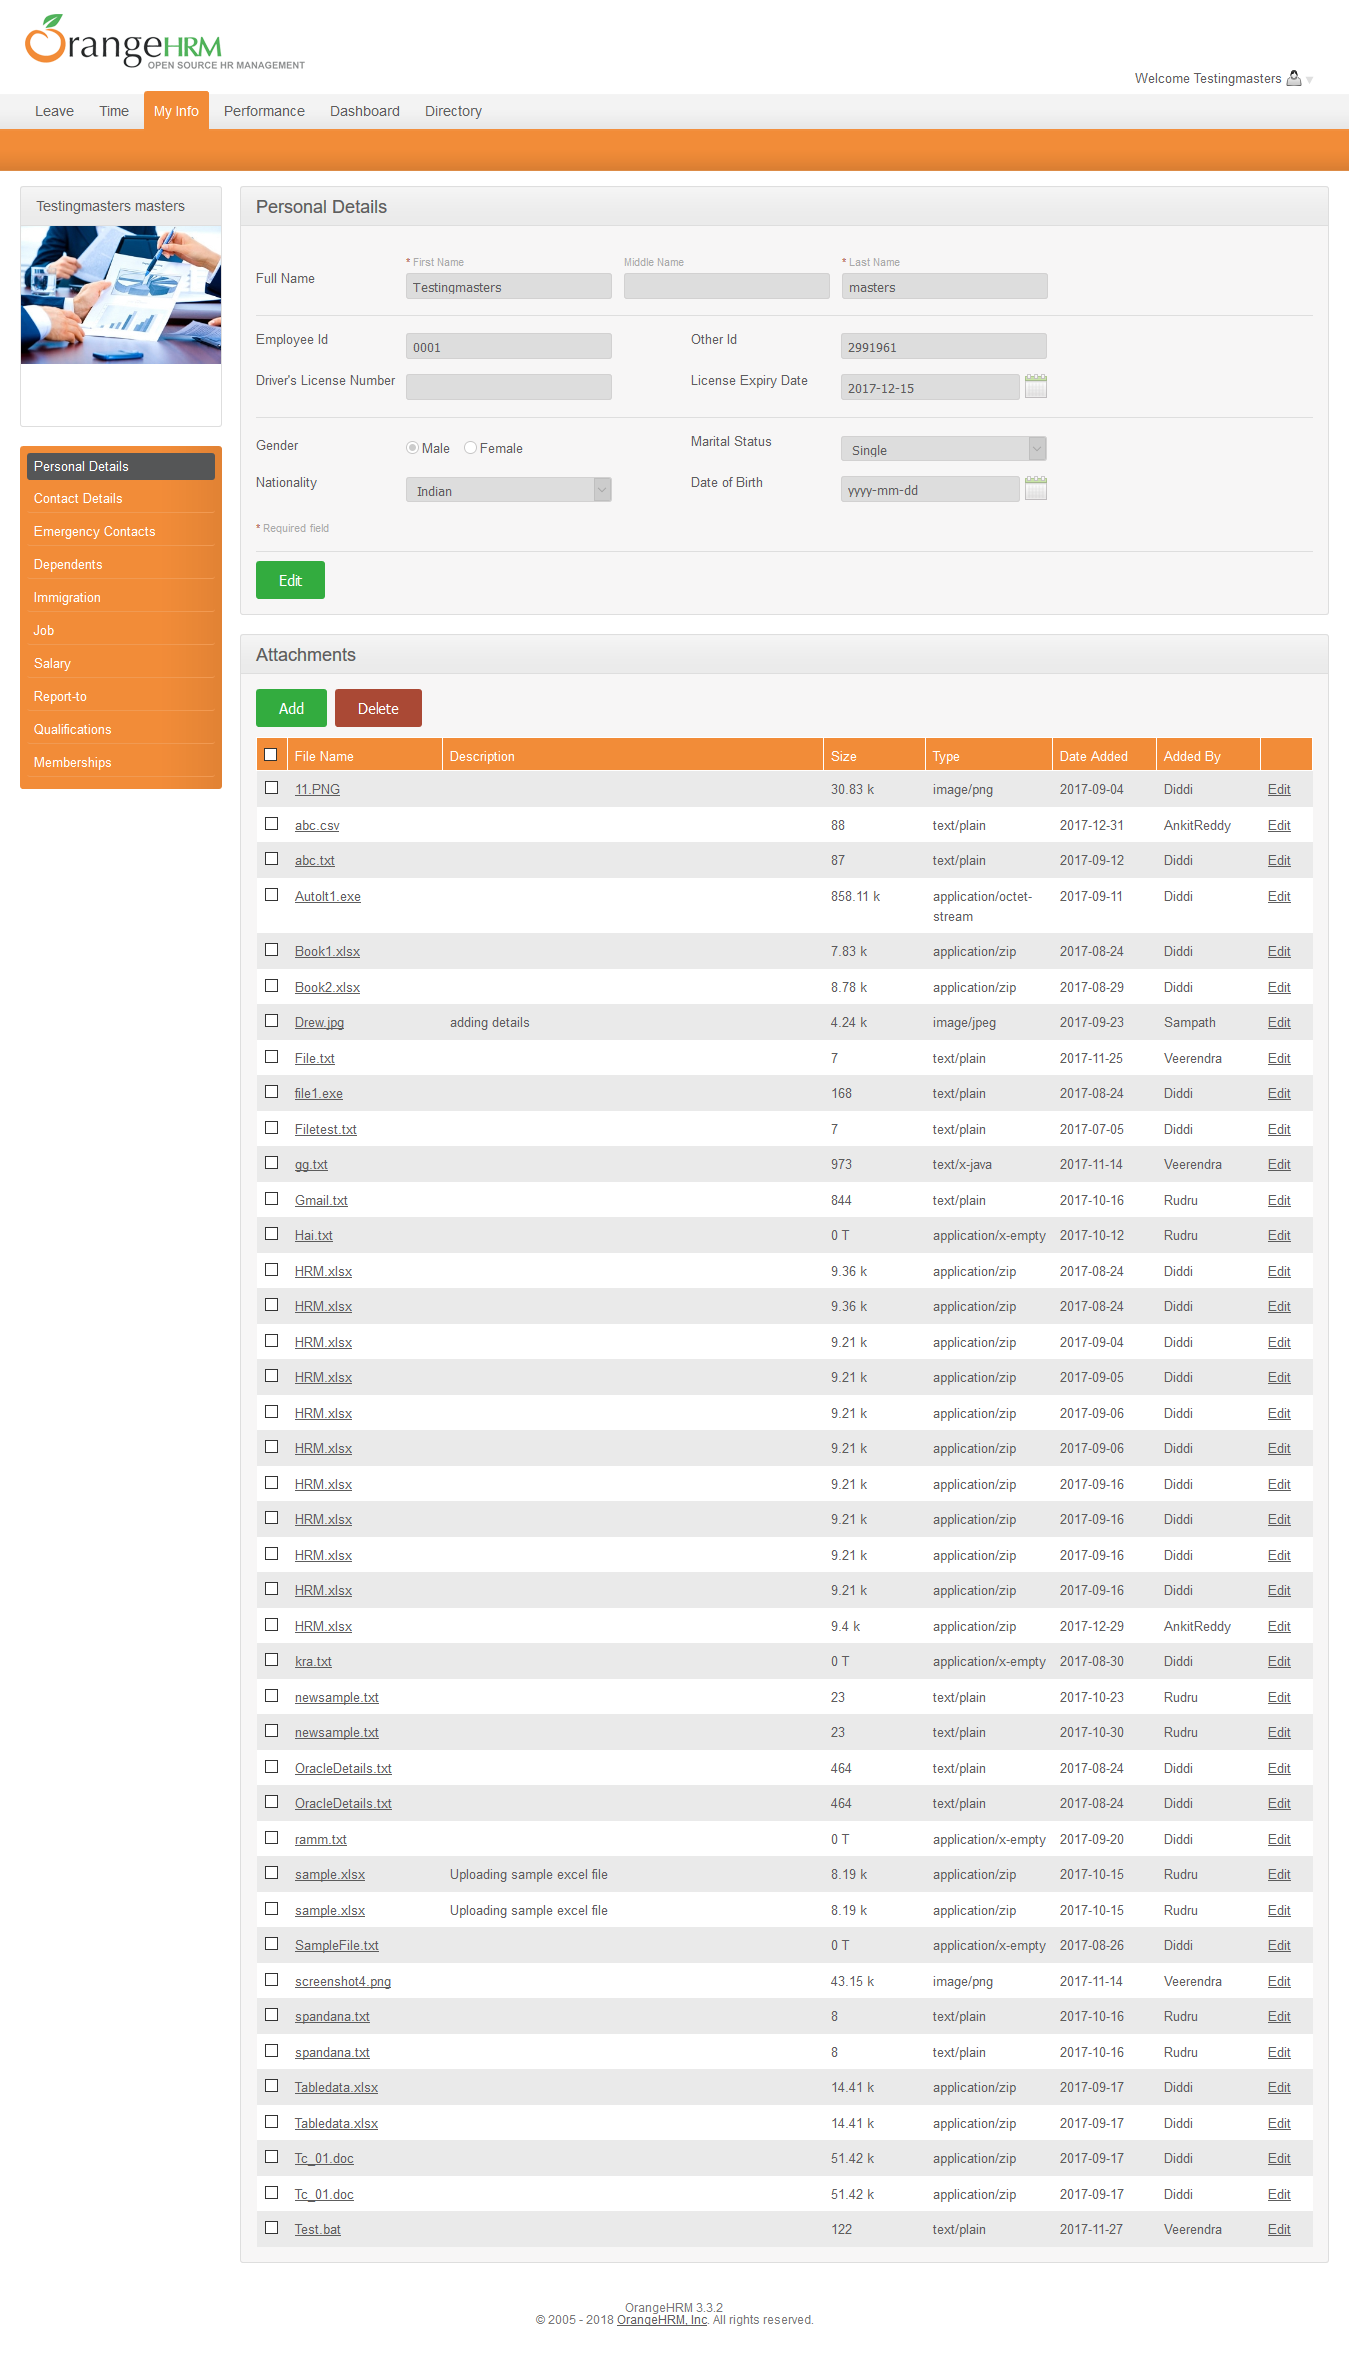 OrangeHRM
OPEN SOURCE HR MANAGEMENT
Welcome Testingmasters
Leave Time My Info Performance Dashboard Directory
Testingmasters masters
Personal Details
Contact Details
Emergency Contacts
Dependents
Immigration
Job
Salary
Report-to
Qualifications
Memberships
Personal Details
* First Name Middle Name * Last Name
Full Name Testingmasters masters
Employee Id 0001 Other Id 2991961
Driver's License Number License Expiry Date 2017-12-15
Gender Male Female Marital Status Single
Nationality Indian Date of Birth yyyy-mm-dd
* Required field
Edit
Attachments
Add Delete
File Name Description Size Type Date Added Added By
11.PNG 30.83 k image/png 2017-09-04 Diddi Edit
abc.csv 88 text/plain 2017-12-31 AnkitReddy Edit
abc.txt 87 text/plain 2017-09-12 Diddi Edit
AutoIt1.exe 858.11 k application/octet- 2017-09-11 Diddi Edit
stream
Book1.xlsx 7.83 k application/zip 2017-08-24 Diddi Edit
Book2.xlsx 8.78 k application/zip 2017-08-29 Diddi Edit
Drew.jpg adding details 4.24 k image/jpeg 2017-09-23 Sampath Edit
File.txt 7 text/plain 2017-11-25 Veerendra Edit
file1.exe 168 text/plain 2017-08-24 Diddi Edit
Filetest.txt 7 text/plain 2017-07-05 Diddi Edit
gg.txt 973 text/x-java 2017-11-14 Veerendra Edit
Gmail.txt 844 text/plain 2017-10-16 Rudru Edit
Hai.txt 0 T application/x-empty 2017-10-12 Rudru Edit
HRM.xlsx 9.36 k application/zip 2017-08-24 Diddi Edit
HRM.xlsx 9.36 k application/zip 2017-08-24 Diddi Edit
HRM.xlsx 9.21 k application/zip 2017-09-04 Diddi Edit
HRM.xlsx 9.21 k application/zip 2017-09-05 Diddi Edit
HRM.xlsx 9.21 k application/zip 2017-09-06 Diddi Edit
HRM.xlsx 9.21 k application/zip 2017-09-06 Diddi Edit
HRM.xlsx 9.21 k application/zip 2017-09-16 Diddi Edit
HRM.xlsx 9.21 k application/zip 2017-09-16 Diddi Edit
HRM.xlsx 9.21 k application/zip 2017-09-16 Diddi Edit
HRM.xlsx 9.21 k application/zip 2017-09-16 Diddi Edit
HRM.xlsx 9.4 k application/zip 2017-12-29 AnkitReddy Edit
kra.txt 0 T application/x-empty 2017-08-30 Diddi Edit
newsample.txt 23 text/plain 2017-10-23 Rudru Edit
newsample.txt 23 text/plain 2017-10-30 Rudru Edit
OracleDetails.txt 464 text/plain 2017-08-24 Diddi Edit
OracleDetails.txt 464 text/plain 2017-08-24 Diddi Edit
ramm.txt 0 T application/x-empty 2017-09-20 Diddi Edit
sample.xlsx Uploading sample excel file 8.19 k application/zip 2017-10-15 Rudru Edit
sample.xlsx Uploading sample excel file 8.19 k application/zip 2017-10-15 Rudru Edit
SampleFile.txt 0 T application/x-empty 2017-08-26 Diddi Edit
screenshot4.png 43.15 k image/png 2017-11-14 Veerendra Edit
spandana.txt 8 text/plain 2017-10-16 Rudru Edit
spandana.txt 8 text/plain 2017-10-16 Rudru Edit
Tabledata.xlsx 14.41 k application/zip 2017-09-17 Diddi Edit
Tabledata.xlsx 14.41 k application/zip 2017-09-17 Diddi Edit
Tc_01.doc 51.42 k application/zip 2017-09-17 Diddi Edit
Tc_01.doc 51.42 k application/zip 2017-09-17 Diddi Edit
Test.bat 122 text/plain 2017-11-27 Veerendra Edit
OrangeHRM 3.3.2
© 2005 - 2018 OrangeHRM, Inc. All rights reserved.